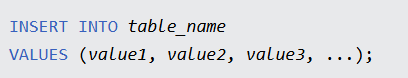 INSERT INTO table_name
VALUES (value1, value2, value3, ...);